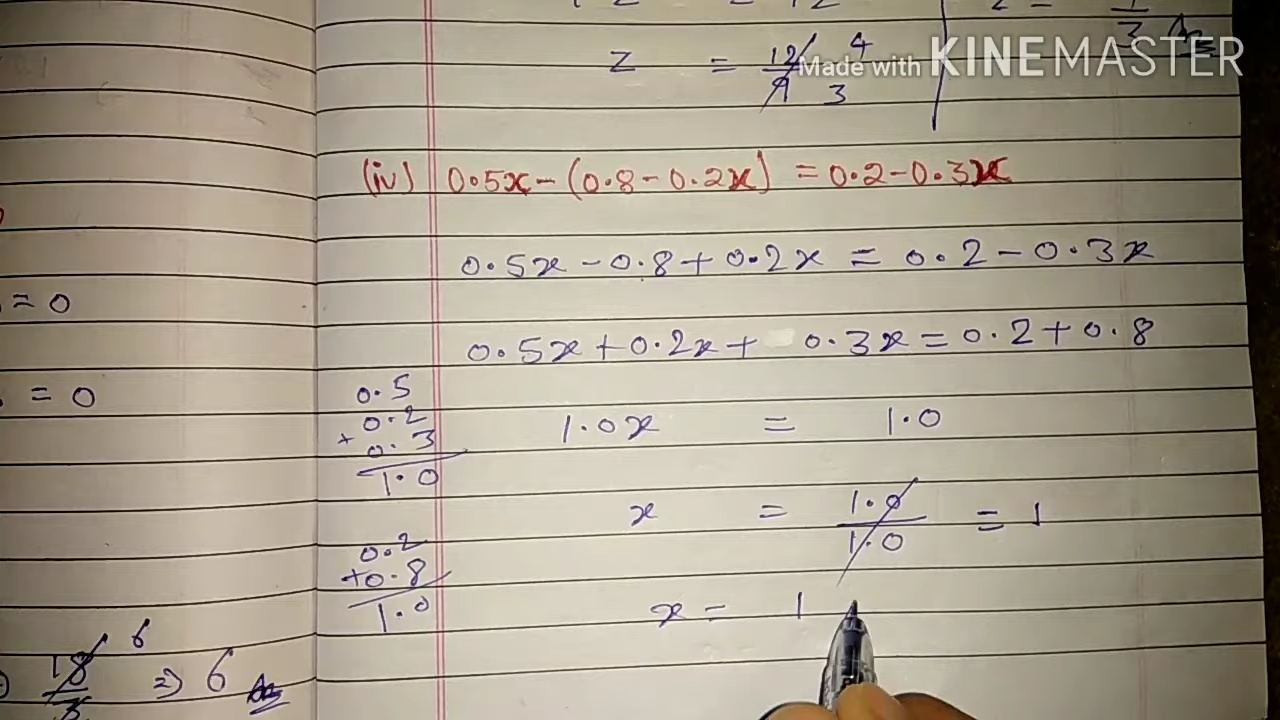 z = 12/9 4/3
3 Ans
Made with KINEMASTER
(iv) 0.5x-(0.8-0.2x) = 0.2-0.3x
0.5x-0.8+0.2x = 0.2-0.3x
= 0
0.5x+0.2x+ 0.3x=0.2+0.8
= 0
0.5
0.2
+ 0.3
1.0
1.0x = 1.0
x = 1.0/1.0 = 1
0.2
+0.8
1.0
x = 1
18/3 6 => 6 Ans